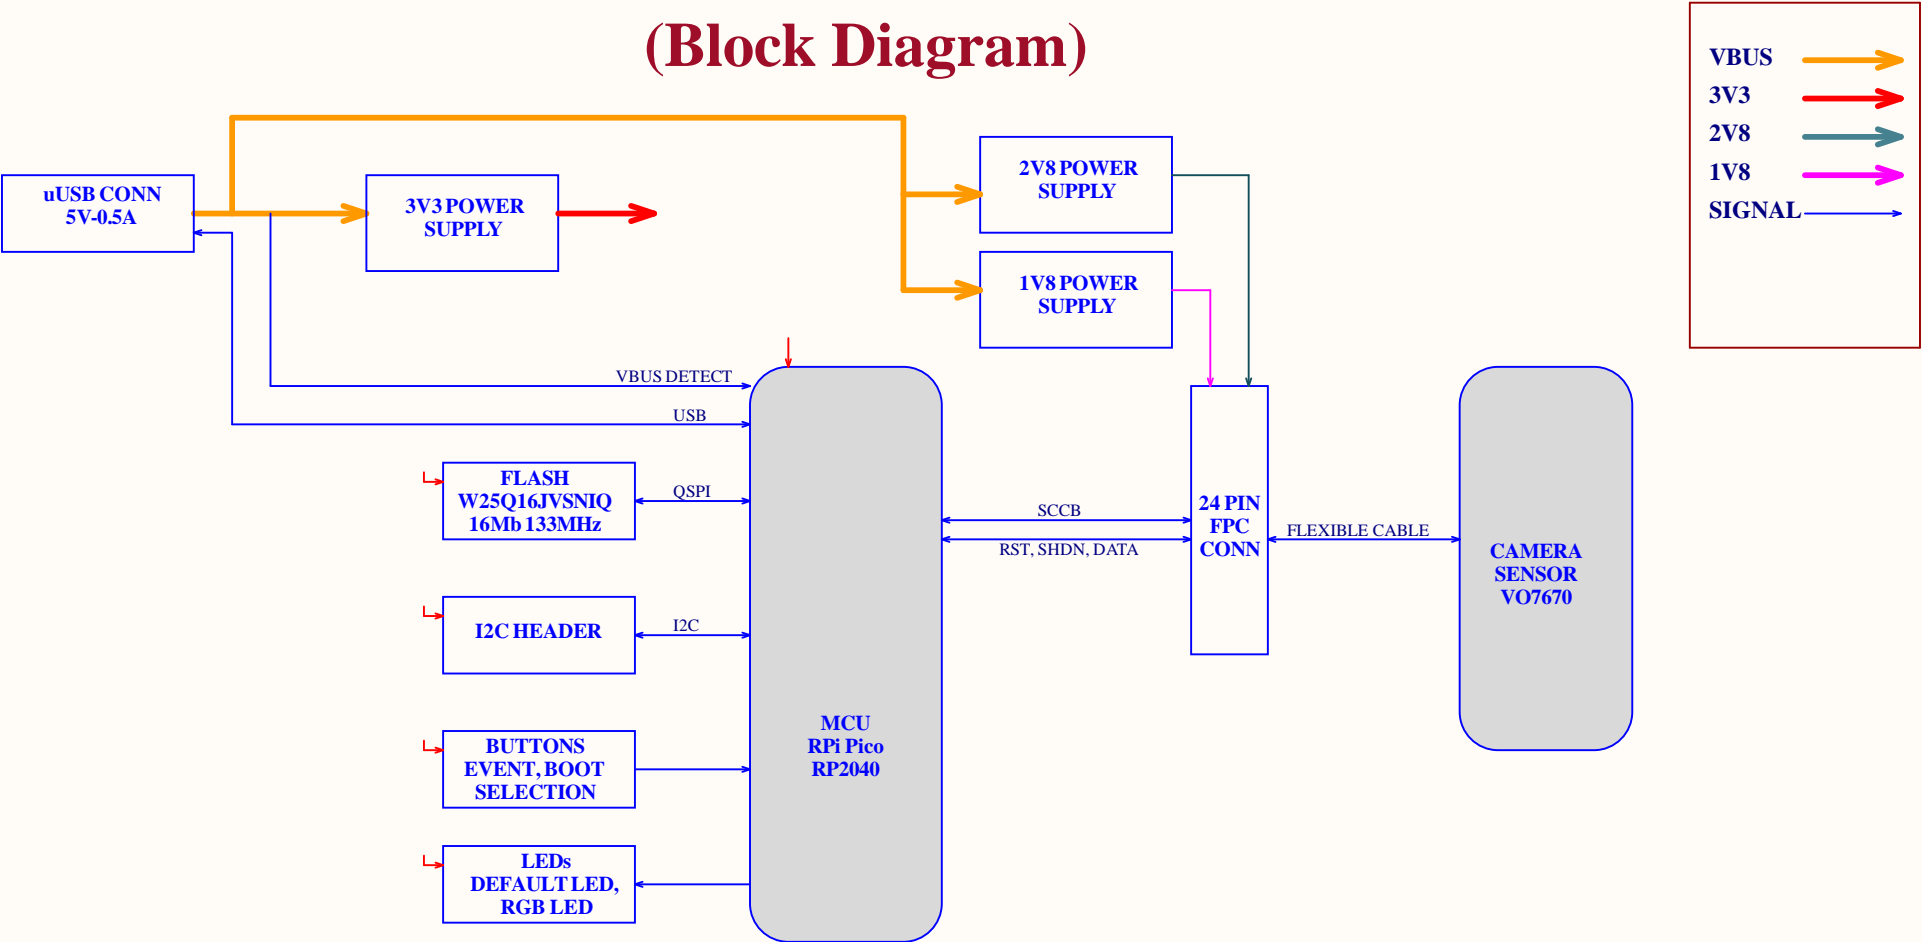 (Block Diagram)
VBUS
3V3
2V8
1V8
SIGNAL
uUSB CONN
5V-0.5A
3V3 POWER
SUPPLY
2V8 POWER
SUPPLY
1V8 POWER
SUPPLY
VBUS DETECT
USB
FLASH
W25Q16JVSNIQ
16Mb 133MHz
QSPI
I2C HEADER
I2C
BUTTONS
EVENT, BOOT
SELECTION
LEDs
DEFAULT LED,
RGB LED
MCU
RPi Pico
RP2040
SCCB
RST, SHDN, DATA
24 PIN
FPC
CONN
FLEXIBLE CABLE
CAMERA
SENSOR
VO7670